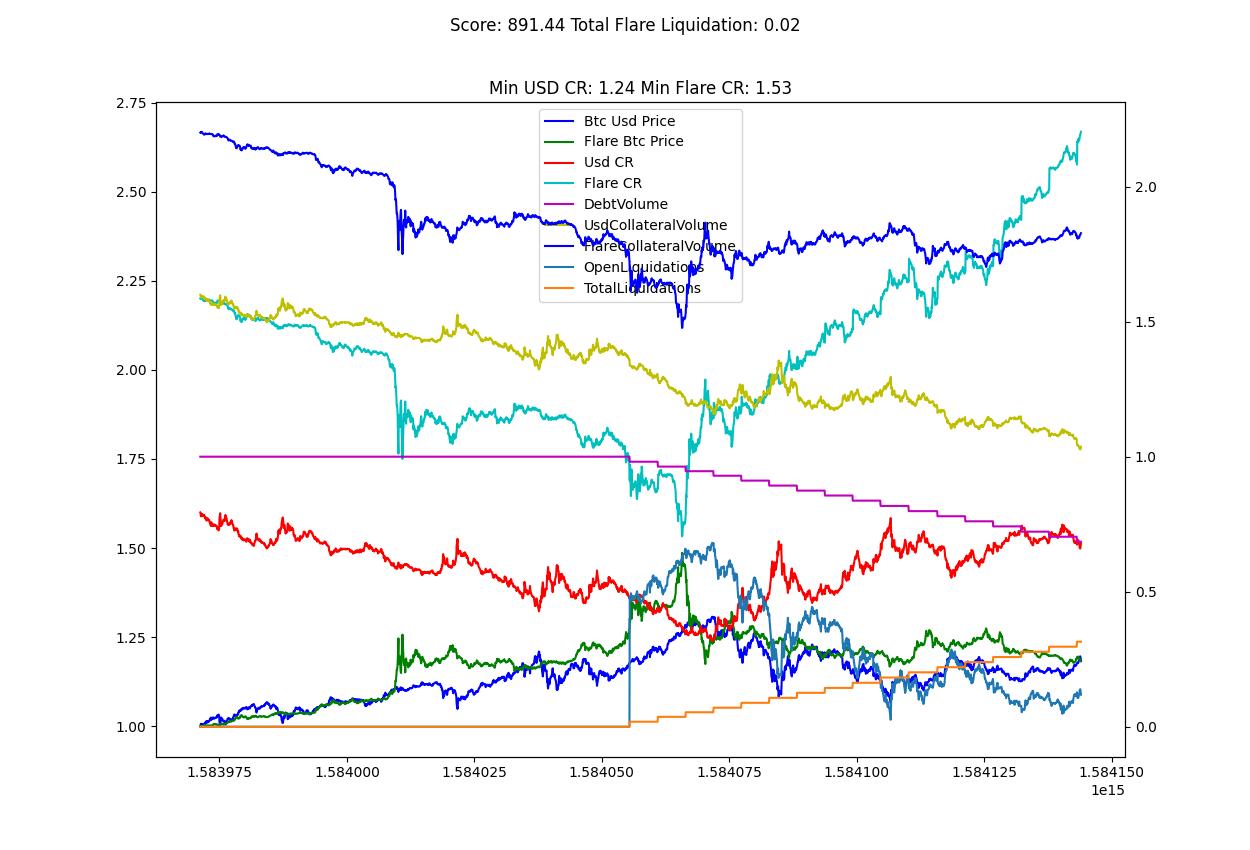 Score: 891.44 Total Flare Liquidation: 0.02
Min USD CR: 1.24 Min Flare CR: 1.53
Btc Usd Price
Flare Btc Price
Usd CR
Flare CR
DebtVolume
UsdCollateralVolume
FlareCollateralVolume
OpenLiquidations
TotalLiquidations
2.75
2.50
2.25
2.00
1.75
1.50
1.25
1.00
2.0
1.5
1.0
0.5
0.0
1.583975
1.584000
1.584025
1.584050
1.584075
1.584100
1.584125
1.584150
1e15